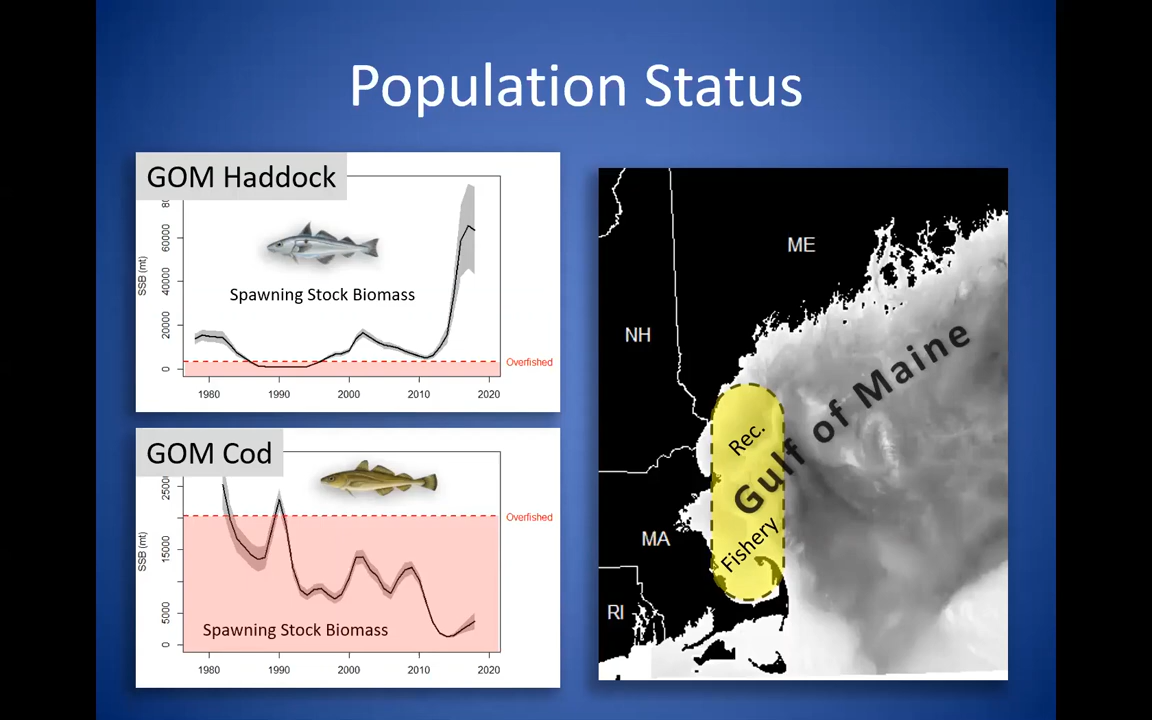 Population Status
GOM Haddock
SSB (mt)
60000
40000
20000
0
Spawning Stock Biomass
Overfished
1980
1990
2000
2010
2020
GOM Cod
SSB (mt)
25000
15000
5000
0
Overfished
Spawning Stock Biomass
1980
1990
2000
2010
2020
ME
NH
MA
RI
Gulf of Maine
Rec.
Fishery